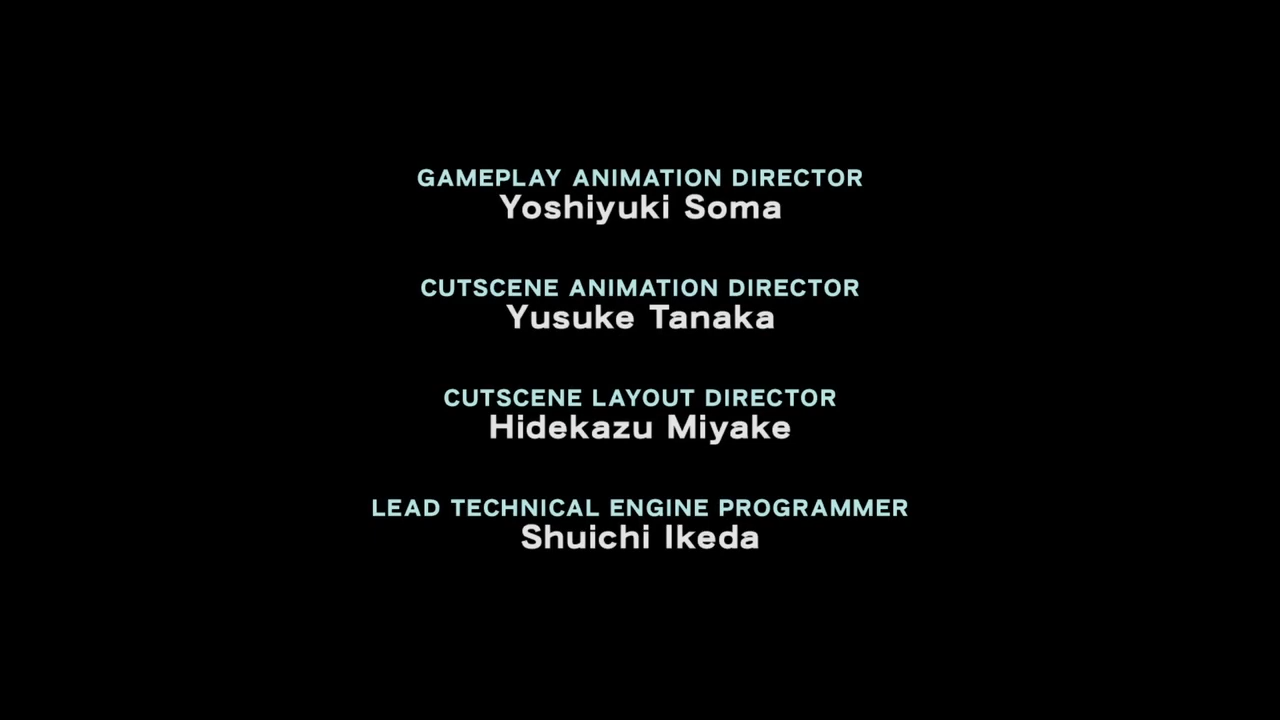 GAMEPLAY ANIMATION DIRECTOR
Yoshiyuki Soma
CUTSCENE ANIMATION DIRECTOR
Yusuke Tanaka
CUTSCENE LAYOUT DIRECTOR
Hidekazu Miyake
LEAD TECHNICAL ENGINE PROGRAMMER
Shuichi Ikeda